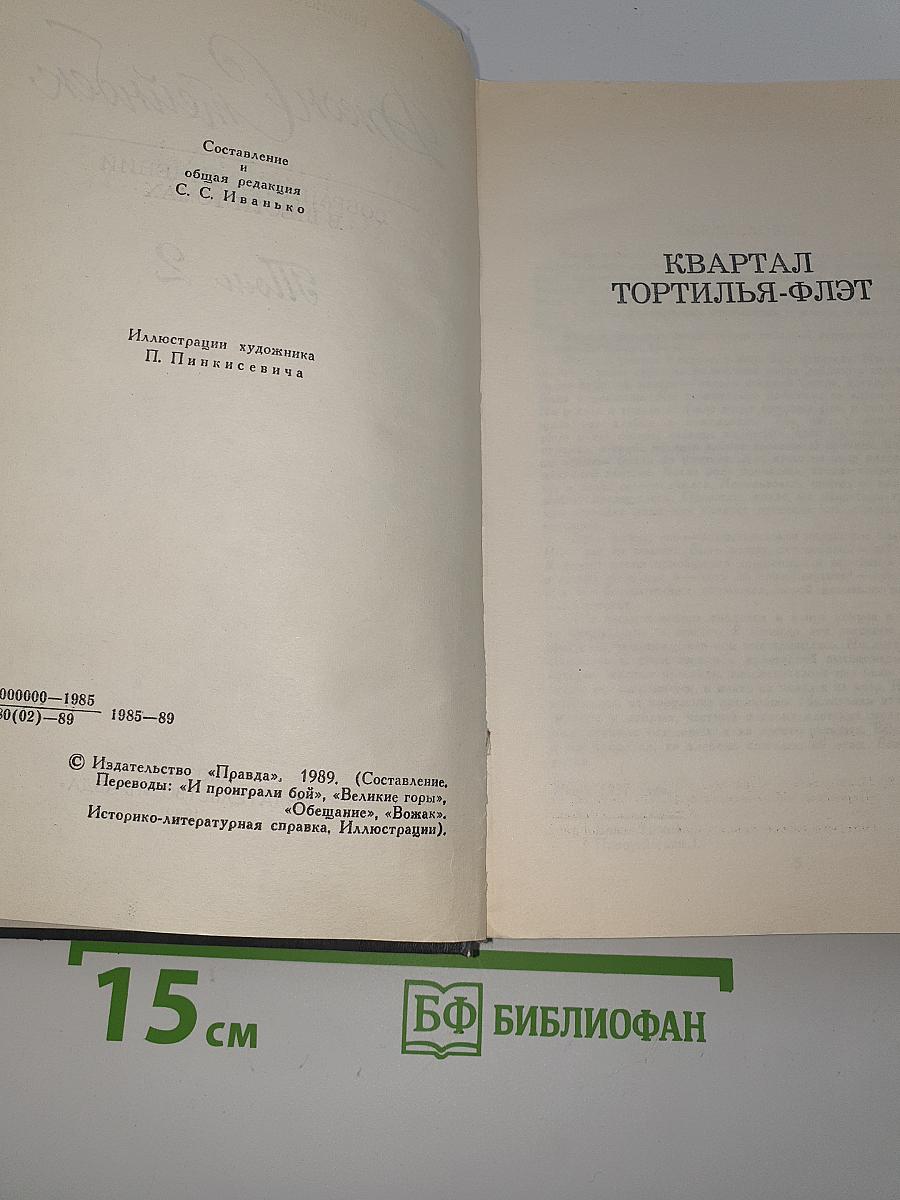 Составление
и
общая редакция
С. С. Иванько
Иллюстрации художника
П. Пинкисевича
000000—1985
80(02)—89
1985—89
© Издательство «Правда», 1989. (Составление.
Переводы: «И проиграли бой», «Великие горы»,
«Обещание», «Вожак».
Историко-литературная справка, Иллюстрации).
КВАРТАЛ
ТОРТИЛЬЯ-ФЛЭТ
15 см
БФ БИБЛИОФАН